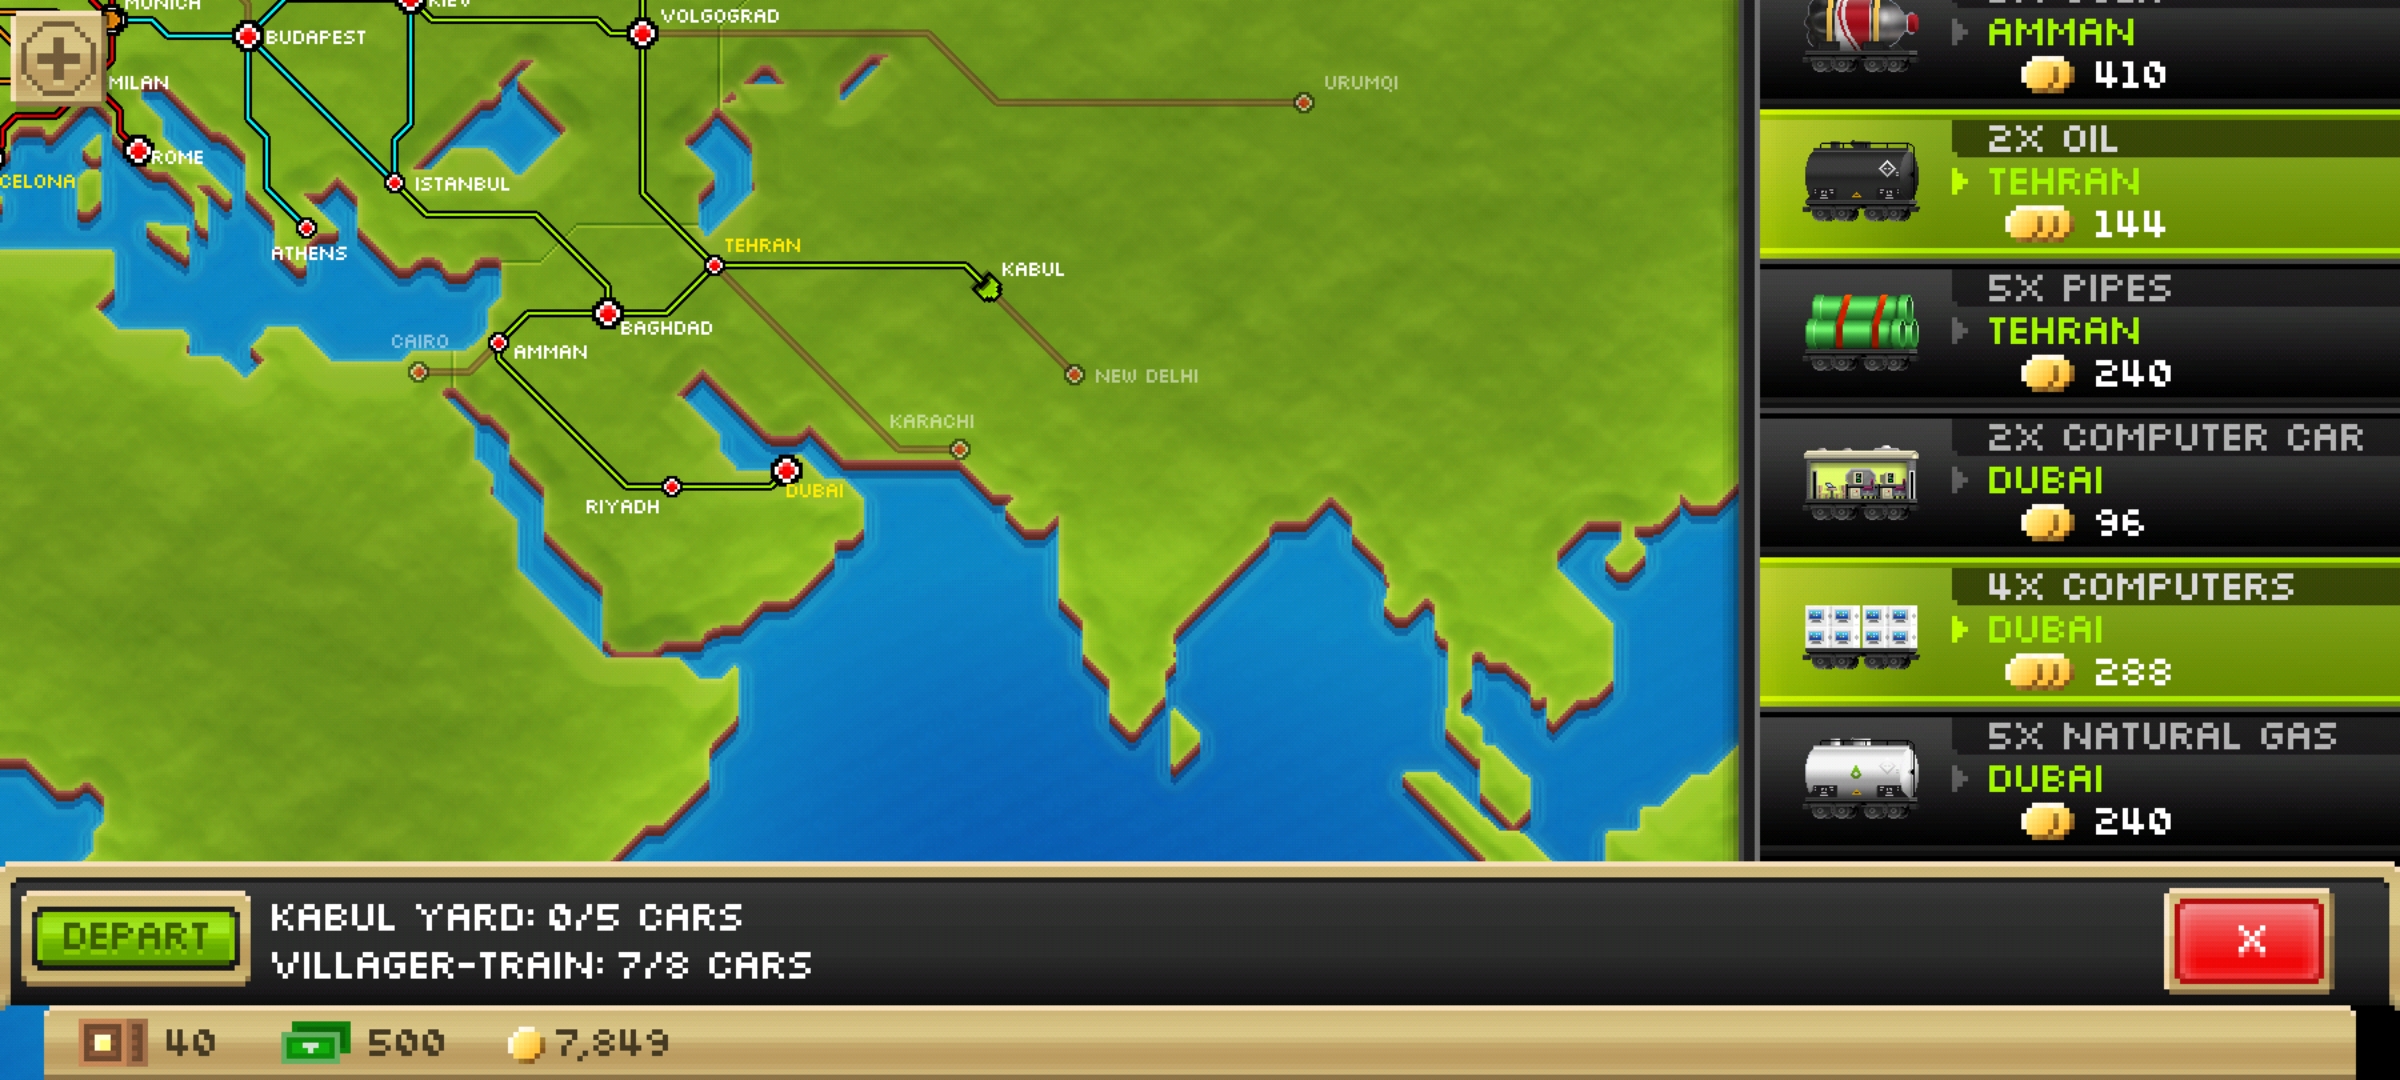 MUNICH
KIEV
VOLGOGRAD
BUDAPEST
MILAN
URUMQI
ROME
CELONA
ISTANBUL
ATHENS
TEHRAN
KABUL
BAGHDAD
CAIRO
AMMAN
NEW DELHI
KARACHI
DUBAI
RIYADH
AMMAN
410
2X OIL
TEHRAN
144
5X PIPES
TEHRAN
240
2X COMPUTER CAR
DUBAI
96
4X COMPUTERS
DUBAI
288
5X NATURAL GAS
DUBAI
240
DEPART
KABUL YARD: 0/5 CARS
VILLAGER-TRAIN: 7/8 CARS
X
40
500
7,849